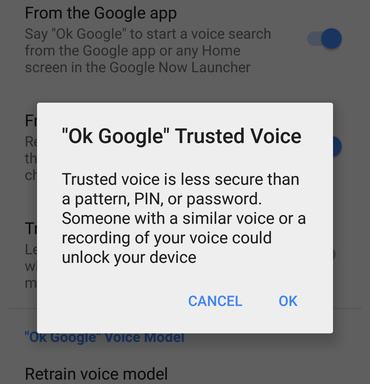 From the Google app
Say "Ok Google" to start a voice search
from the Google app or any Home
screen in the Google Now Launcher
"Ok Google" Trusted Voice
Trusted voice is less secure than
a pattern, PIN, or password.
Someone with a similar voice or a
recording of your voice could
unlock your device
CANCEL OK
"Ok Google" Voice Model
Retrain voice model